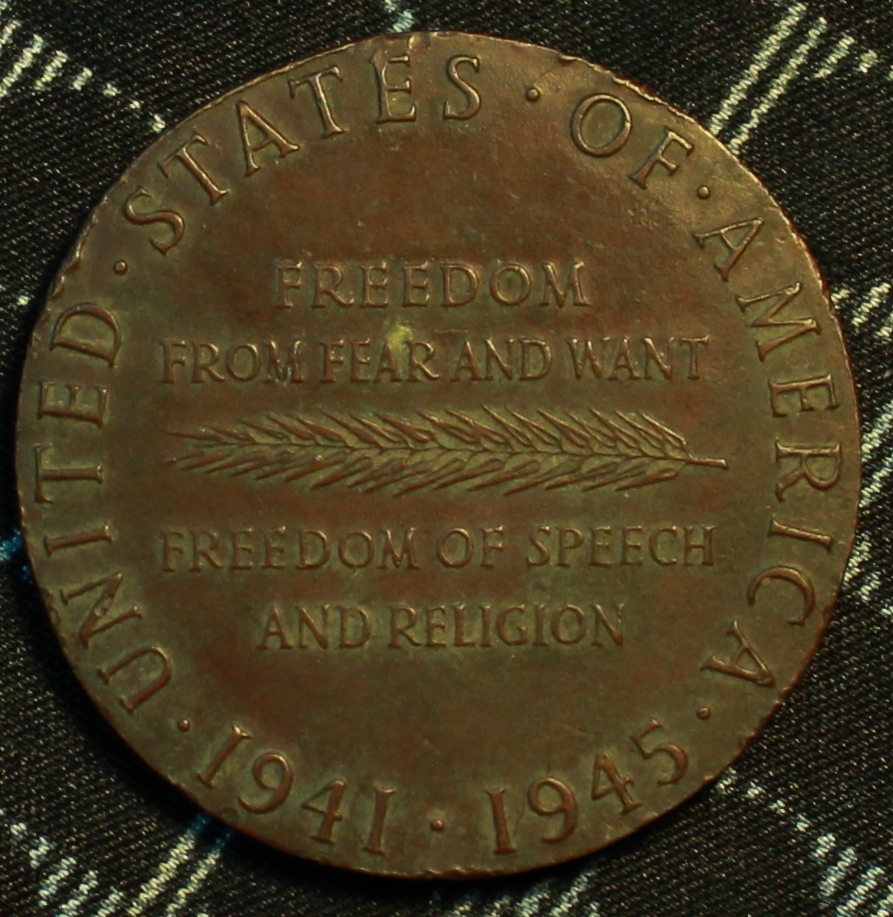 UNITED · STATES · OF · AMERICA ·
FREEDOM
FROM FEAR AND WANT
FREEDOM OF SPEECH
AND RELIGION
· 1941 · 1945